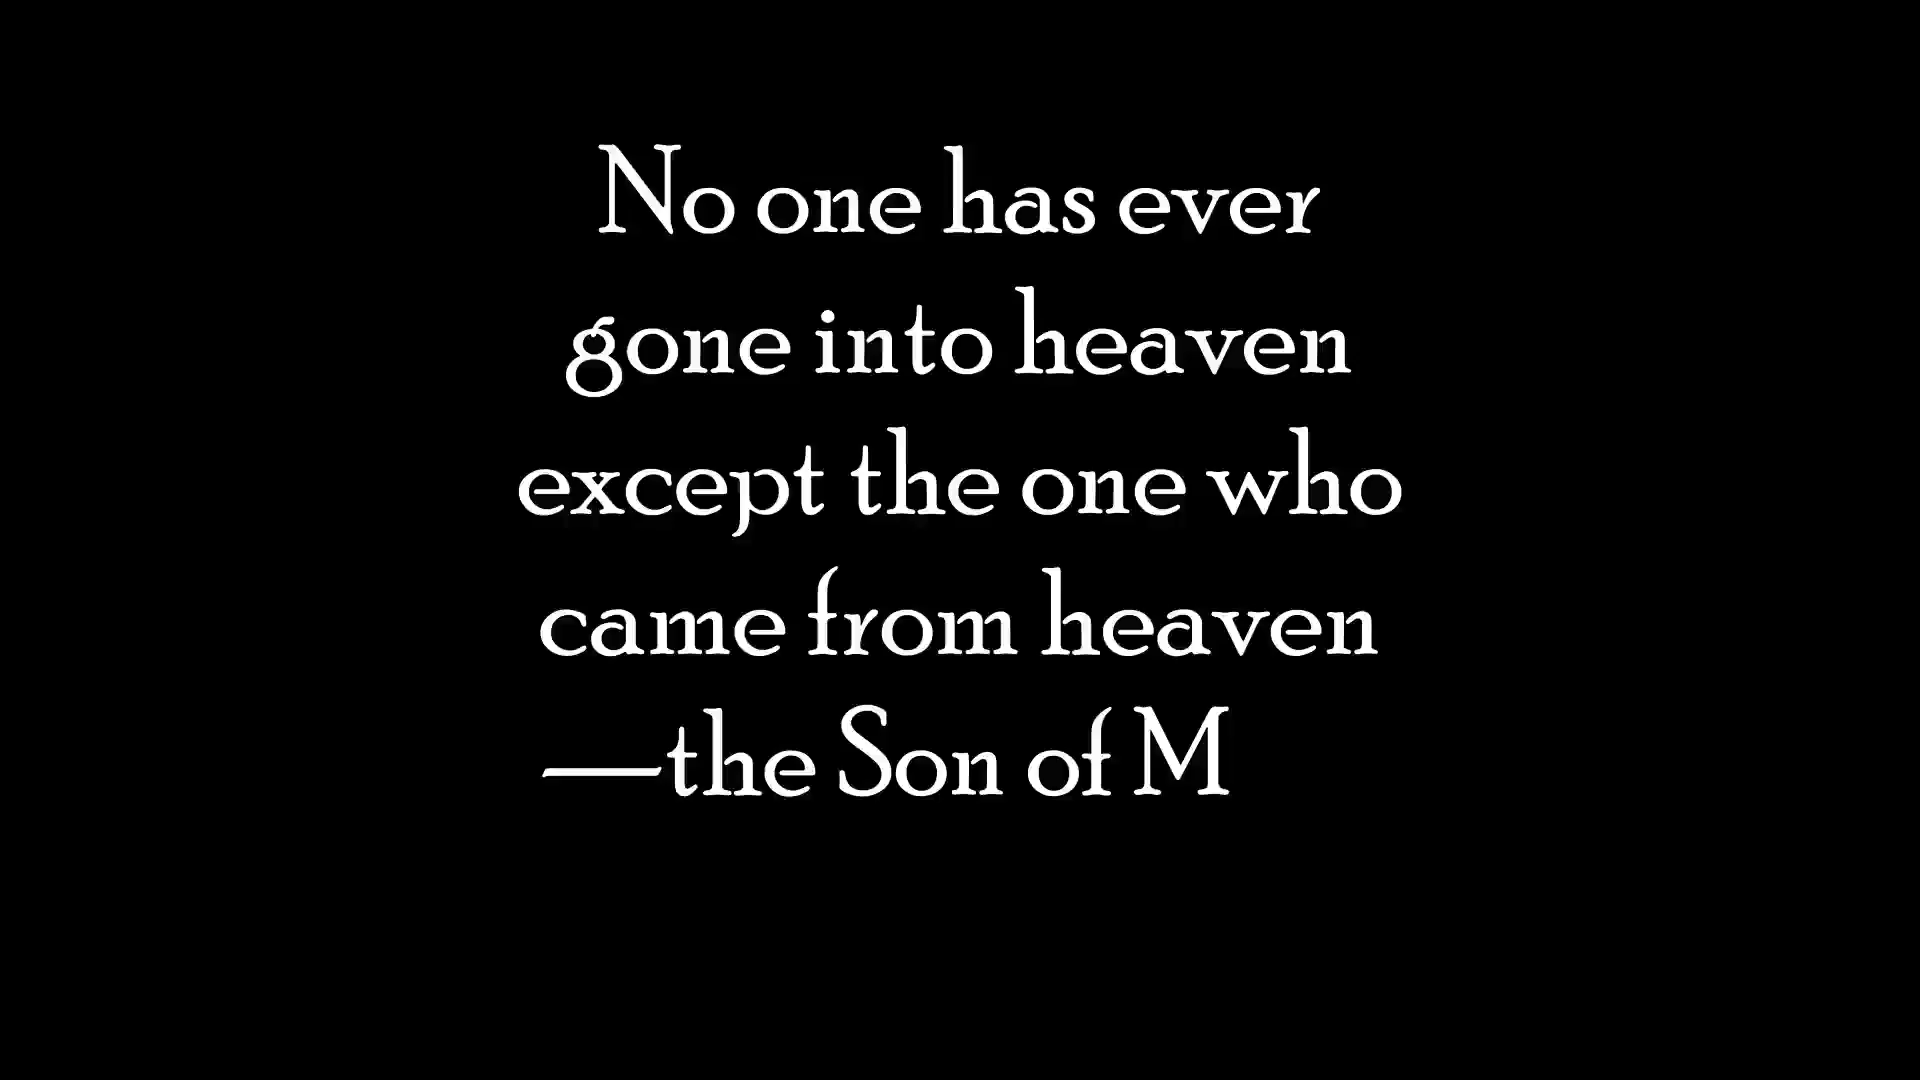 No one has ever
gone into heaven
except the one who
came from heaven
—the Son of M